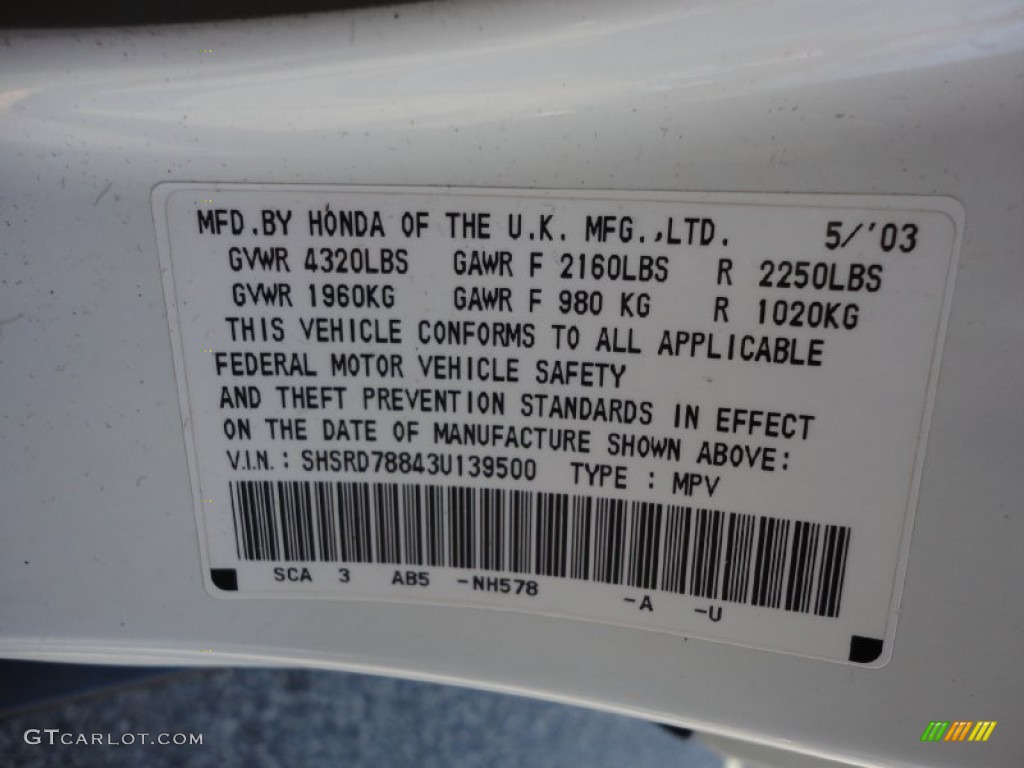 MFD.BY HONDA OF THE U.K. MFG.,LTD. 5/'03
GVWR 4320LBS GAWR F 2160LBS R 2250LBS
GVWR 1960KG GAWR F 980 KG R 1020KG
THIS VEHICLE CONFORMS TO ALL APPLICABLE
FEDERAL MOTOR VEHICLE SAFETY
AND THEFT PREVENTION STANDARDS IN EFFECT
ON THE DATE OF MANUFACTURE SHOWN ABOVE:
V.I.N.: SHSRD78843U139500 TYPE : MPV
SCA 3 AB5 -NH578 -A -U
GTCARLOT.COM